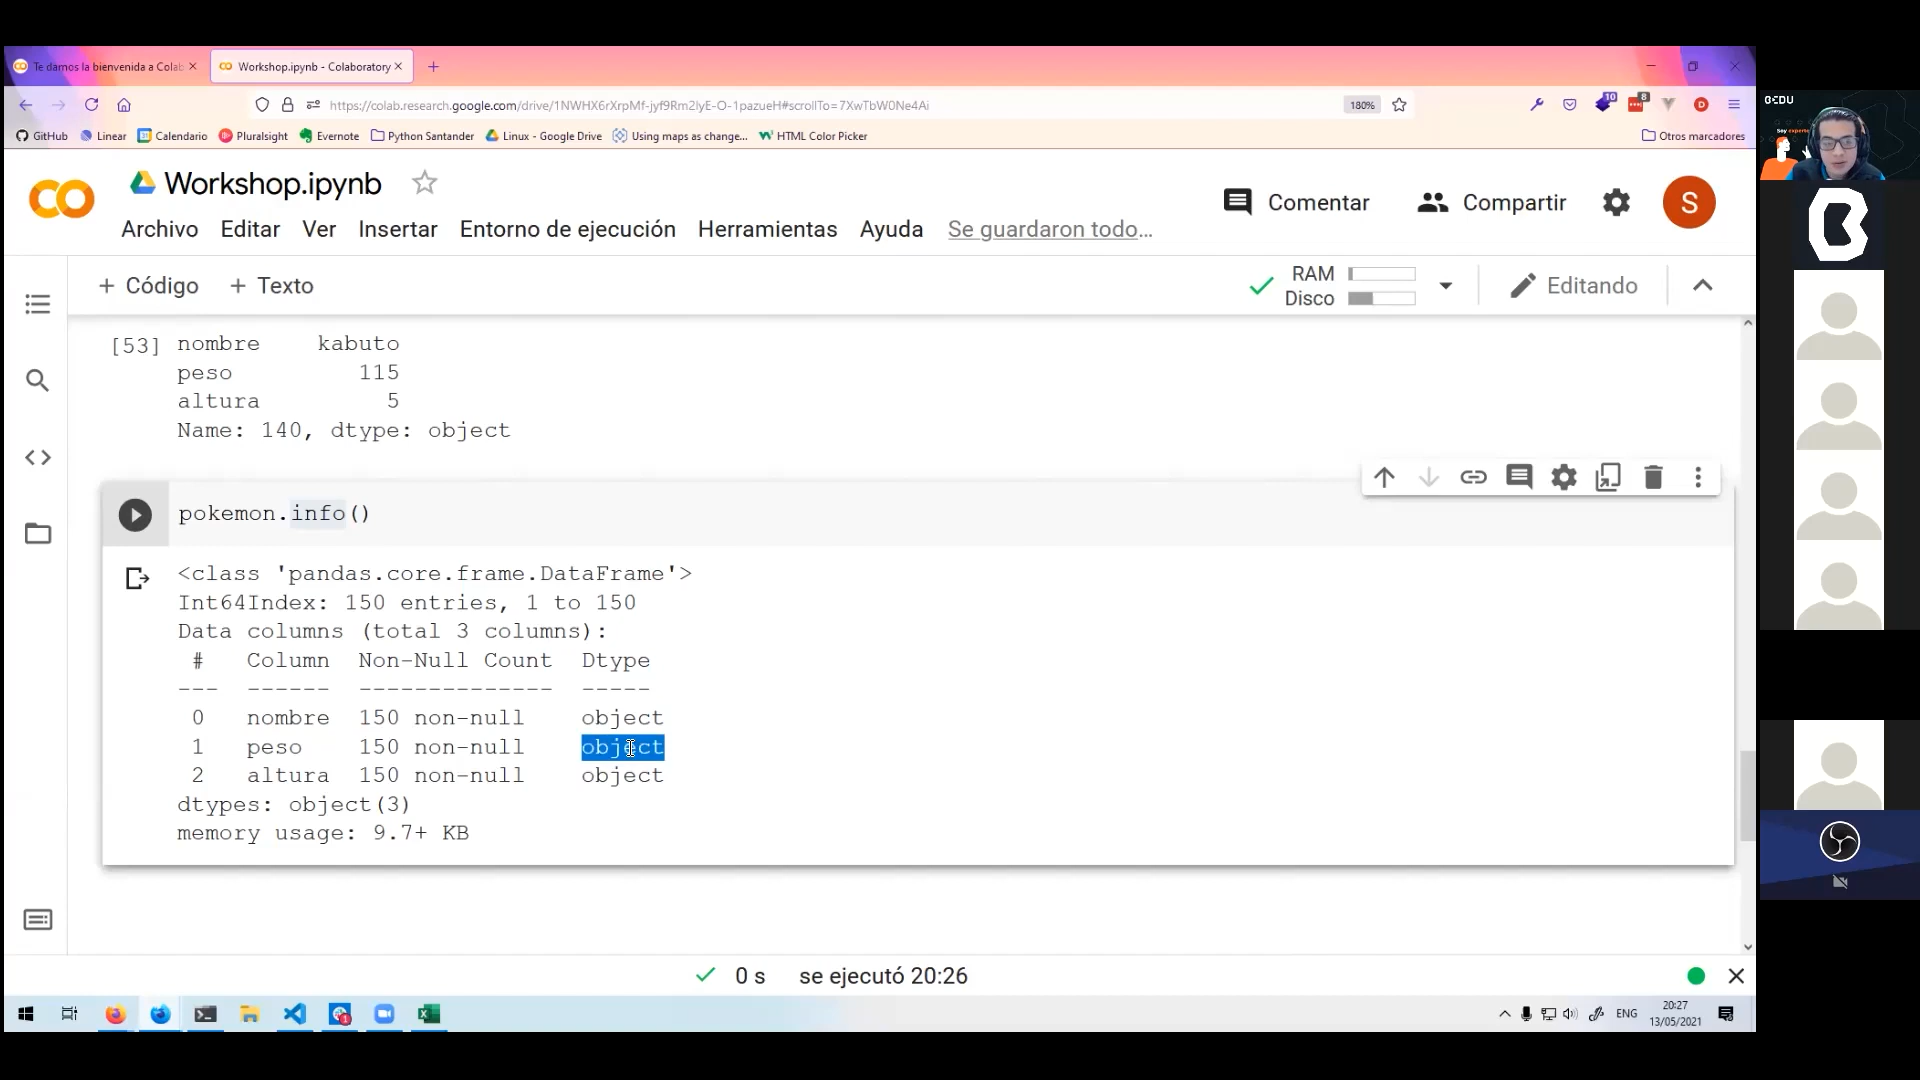 Te damos la bienvenida a Colab
Workshop.ipynb - Colaboratory
https://colab.research.google.com/drive/1NWHX6rXrpMf-jyf9Rm2lyE-O-1pazueH#scrollTo=7XwTbW0Ne4Ai
180%
10
8
D
GitHub
Linear
Calendario
Pluralsight
Evernote
Python Santander
Linux - Google Drive
Using maps as change...
HTML Color Picker
Otros marcadores
Workshop.ipynb
Comentar
Compartir
S
Archivo Editar Ver Insertar Entorno de ejecución Herramientas Ayuda Se guardaron todo...
+ Código + Texto
RAM
Disco
Editando
[53] nombre kabuto
peso 115
altura 5
Name: 140, dtype: object
pokemon.info()
<class 'pandas.core.frame.DataFrame'>
Int64Index: 150 entries, 1 to 150
Data columns (total 3 columns):
# Column Non-Null Count Dtype
--- ------ -------------- -----
0 nombre 150 non-null object
1 peso 150 non-null object
2 altura 150 non-null object
dtypes: object(3)
memory usage: 9.7+ KB
0 s se ejecutó 20:26
ENG
20:27
13/05/2021
BEDU